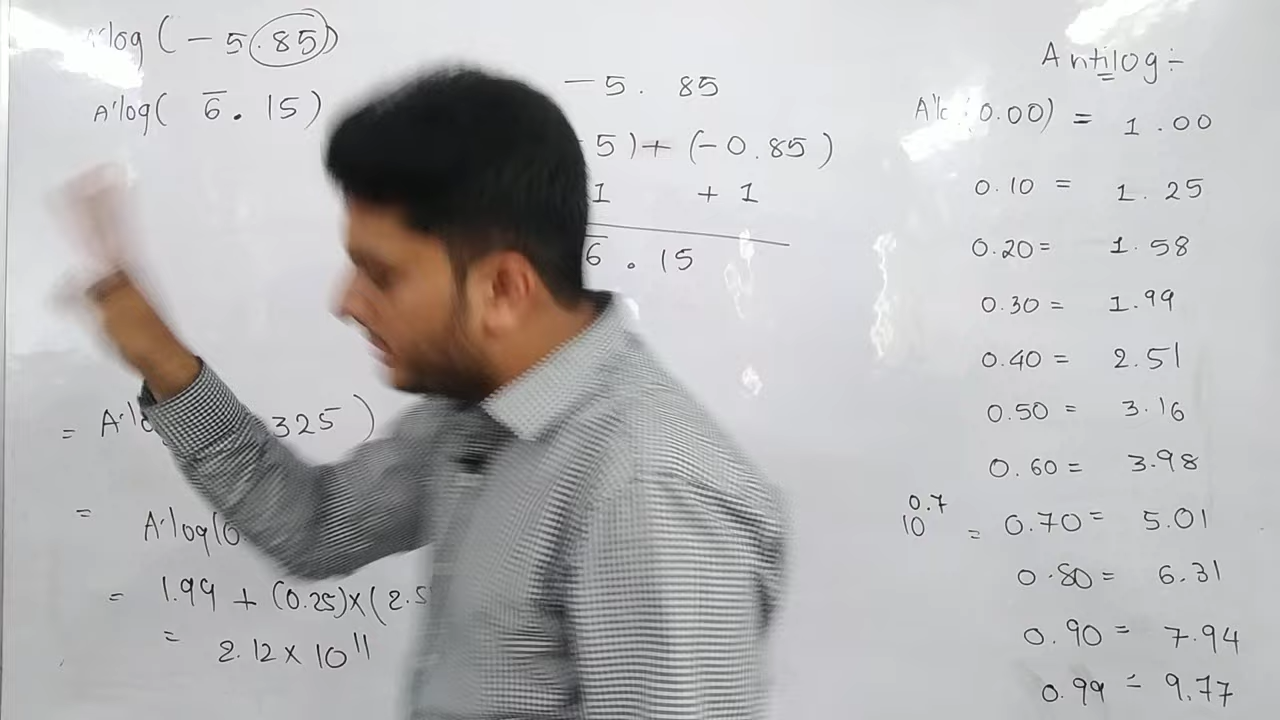 log(-5.85)
A'log( 6̅.15)
-5. 85
5)+(-0.85)
1 +1
6̅.15
= A'lo 325)
= A'log(0.
= 1.99 + (0.25)×(2.5
= 2.12 × 10¹¹
Antilog:-
(0.00) = 1.00
0.10 = 1.25
0.20= 1.58
0.30 = 1.99
0.40 = 2.51
0.50 = 3.16
0.60 = 3.98
10^0.7 = 0.70= 5.01
0.80= 6.31
0.90 = 7.94
0.99 = 9.77